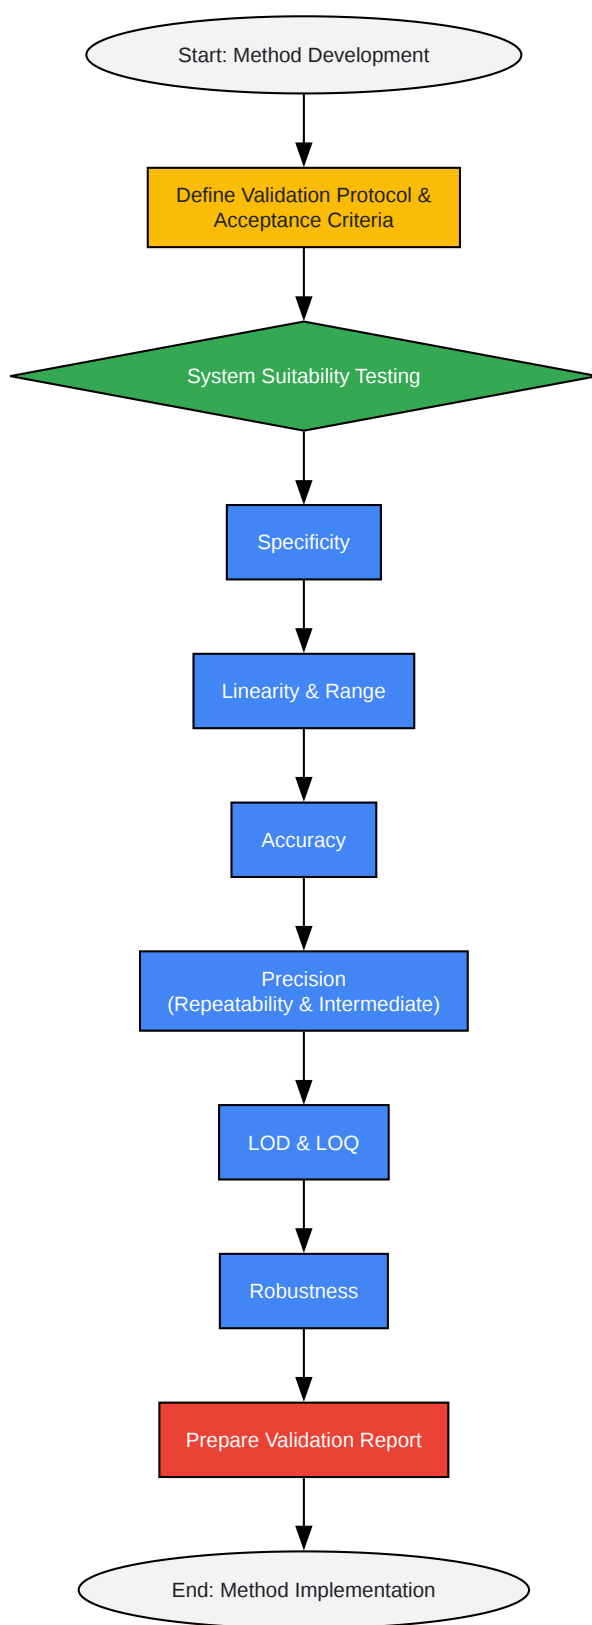 Start: Method Development
Define Validation Protocol &
Acceptance Criteria
System Suitability Testing
Specificity
Linearity & Range
Accuracy
Precision
(Repeatability & Intermediate)
LOD & LOQ
Robustness
Prepare Validation Report
End: Method Implementation